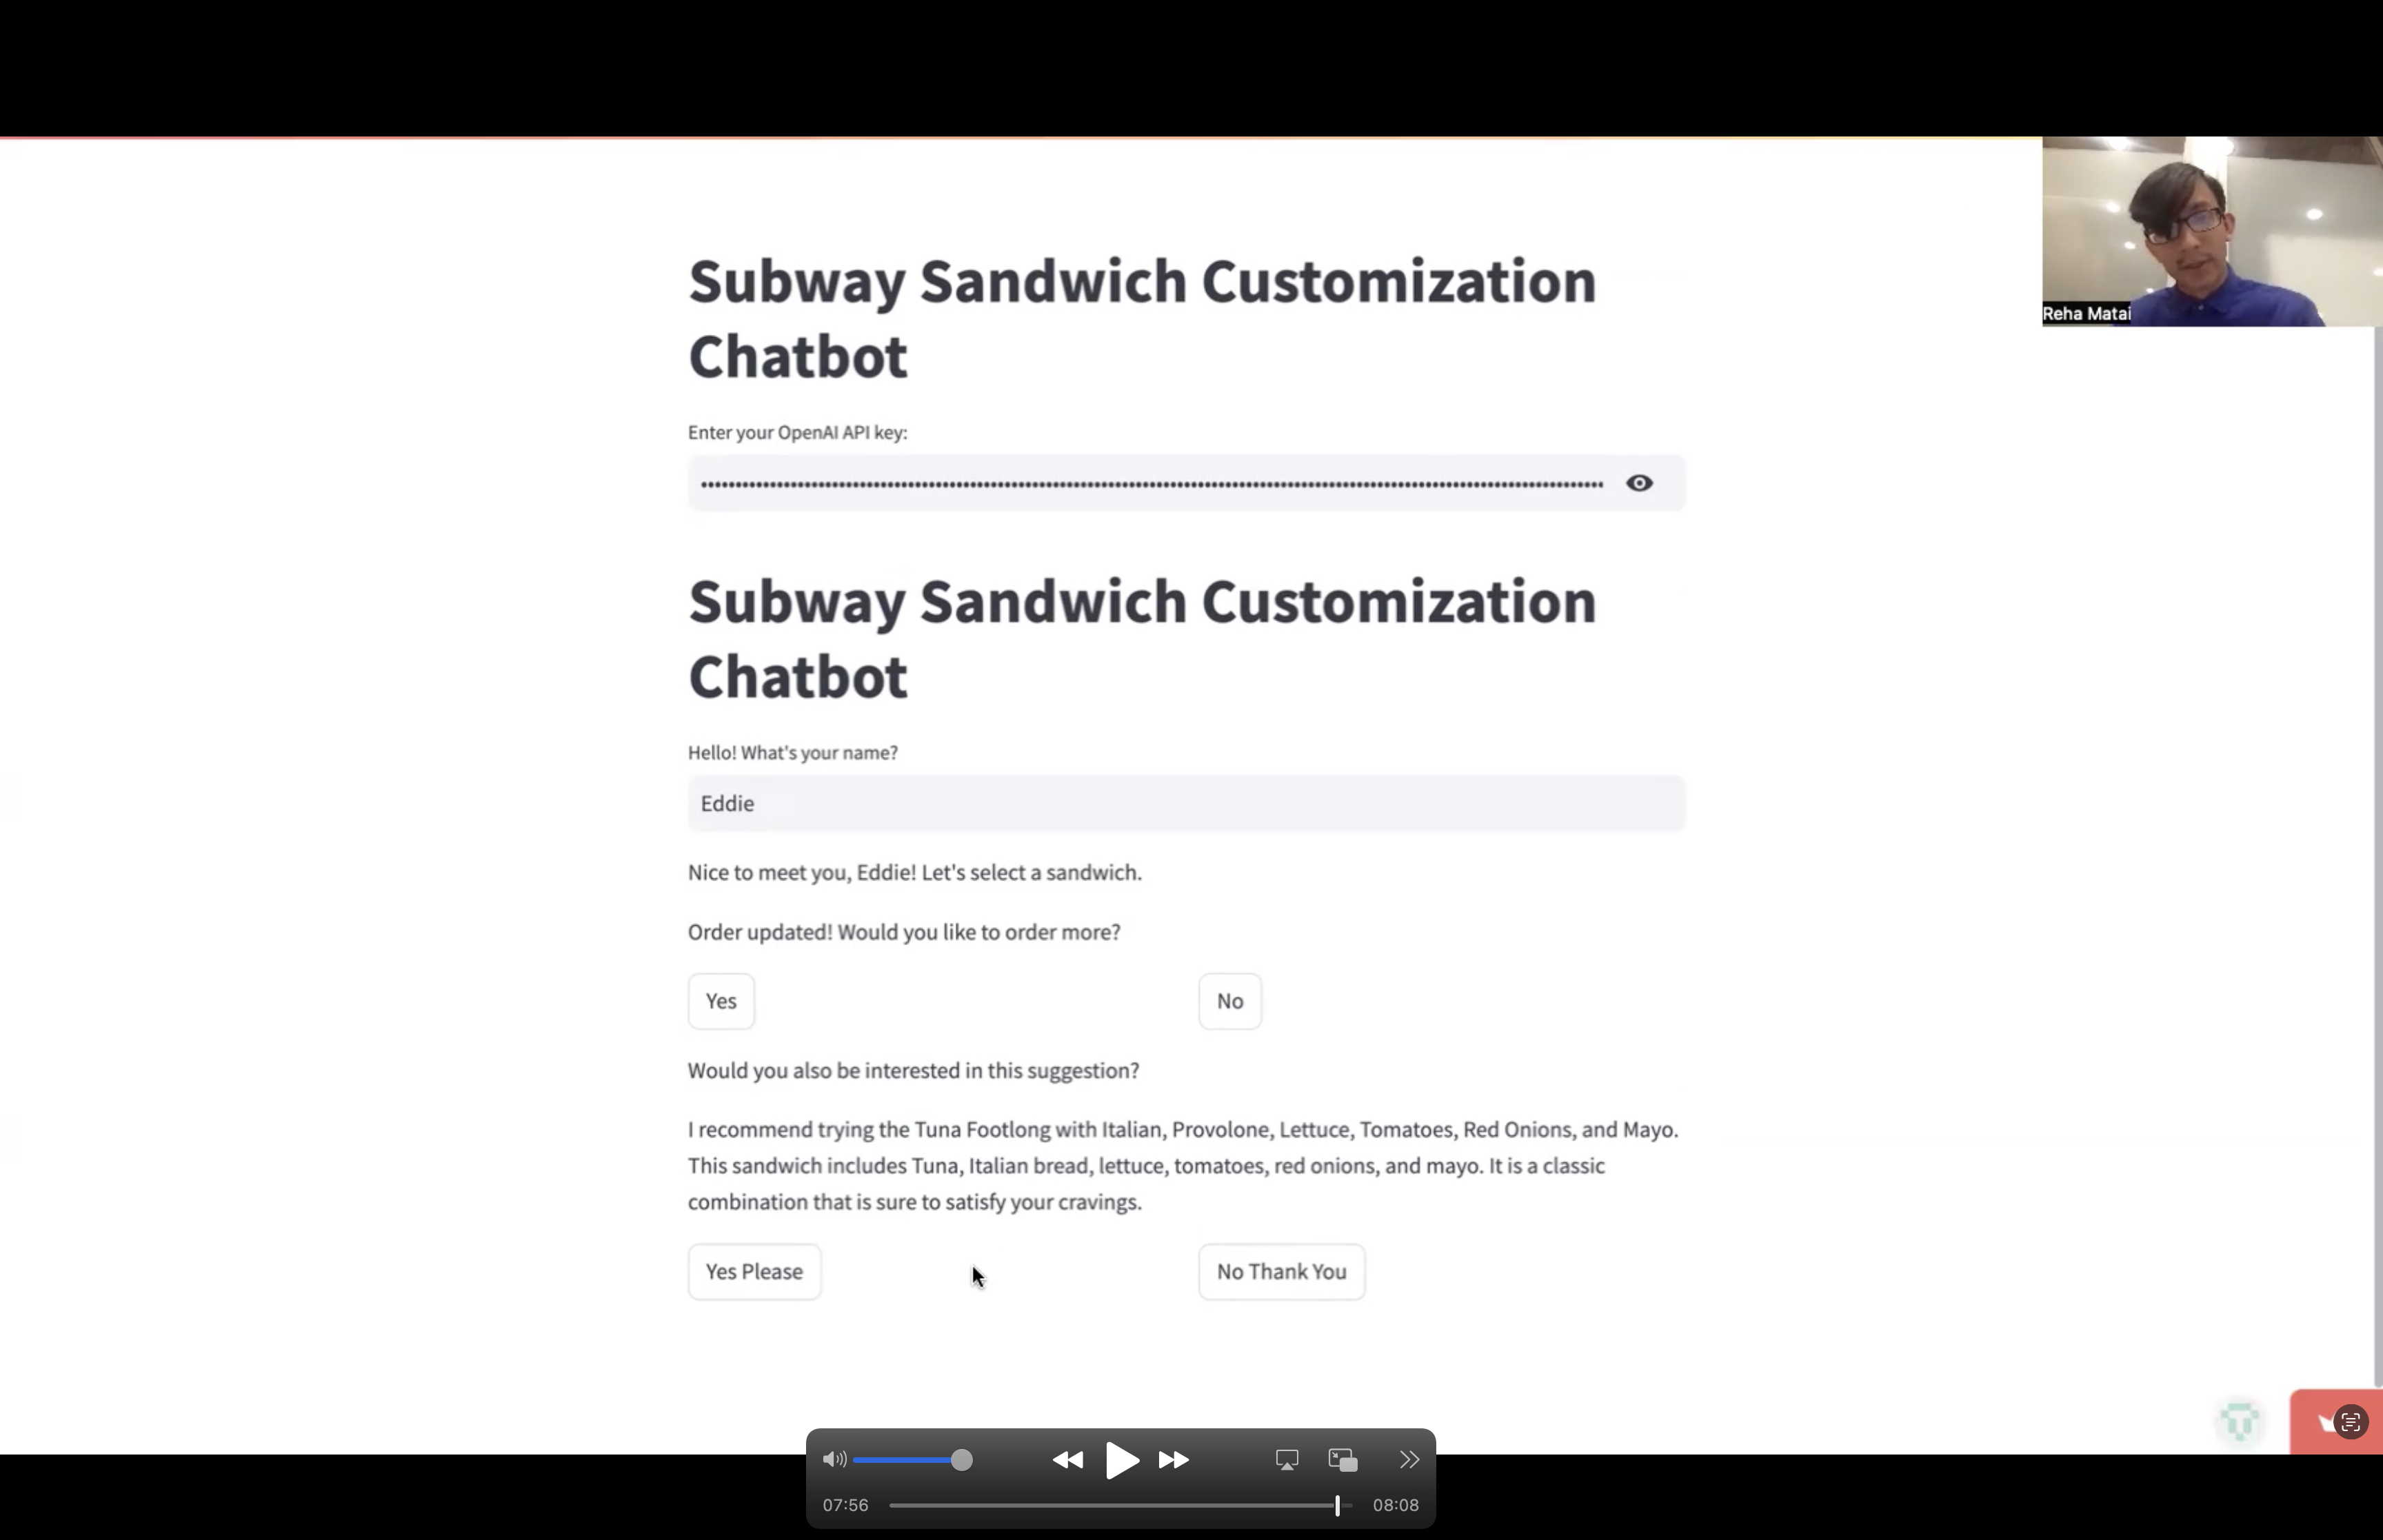 Subway Sandwich Customization
Chatbot
Reha Matai
Enter your OpenAI API key:
Subway Sandwich Customization
Chatbot
Hello! What's your name?
Eddie
Nice to meet you, Eddie! Let's select a sandwich.
Order updated! Would you like to order more?
Yes
No
Would you also be interested in this suggestion?
I recommend trying the Tuna Footlong with Italian, Provolone, Lettuce, Tomatoes, Red Onions, and Mayo.
This sandwich includes Tuna, Italian bread, lettuce, tomatoes, red onions, and mayo. It is a classic
combination that is sure to satisfy your cravings.
Yes Please
No Thank You
07:56
08:08